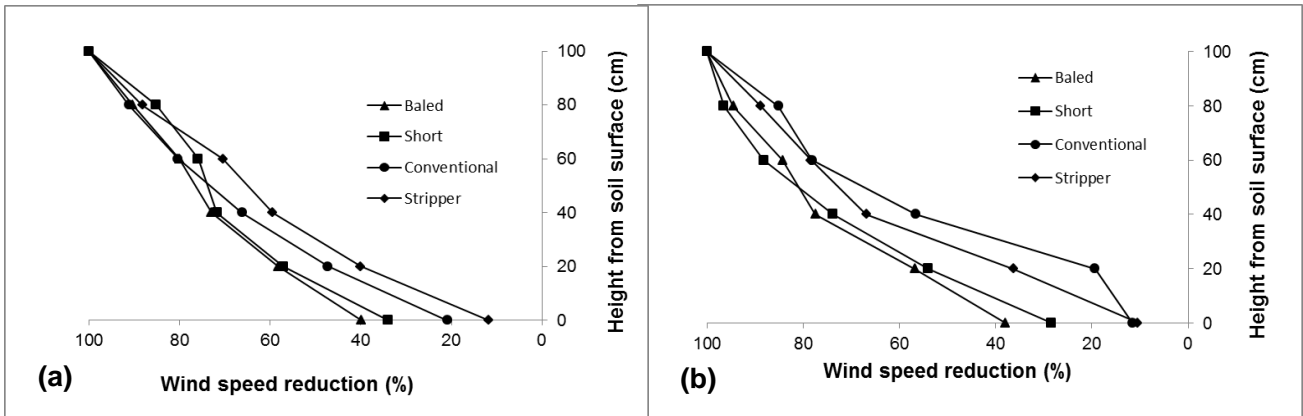 100
80
60
40
20
0
Height from soil surface (cm)
Baled
Short
Conventional
Stripper
100 80 60 40 20 0
Wind speed reduction (%)
(a)
100
80
60
40
20
0
Height from soil surface (cm)
Baled
Short
Conventional
Stripper
100 80 60 40 20 0
Wind speed reduction (%)
(b)